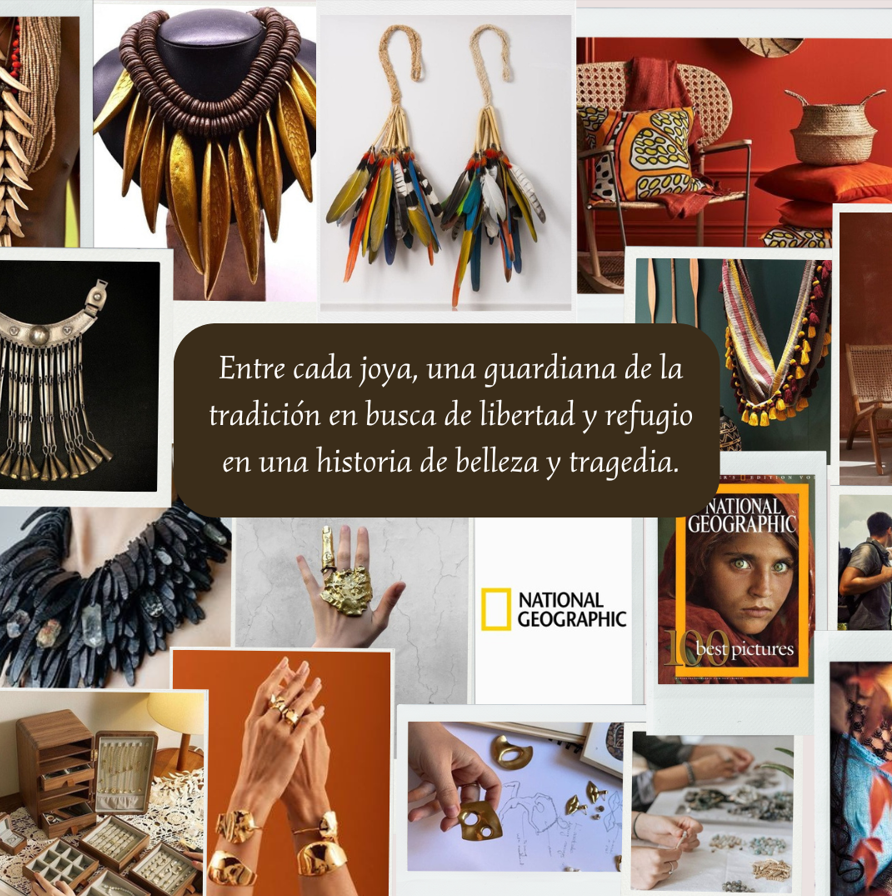 Entre cada joya, una guardiana de la
tradición en busca de libertad y refugio
en una historia de belleza y tragedia.
NATIONAL
GEOGRAPHIC
NATIONAL
GEOGRAPHIC
100 best pictures